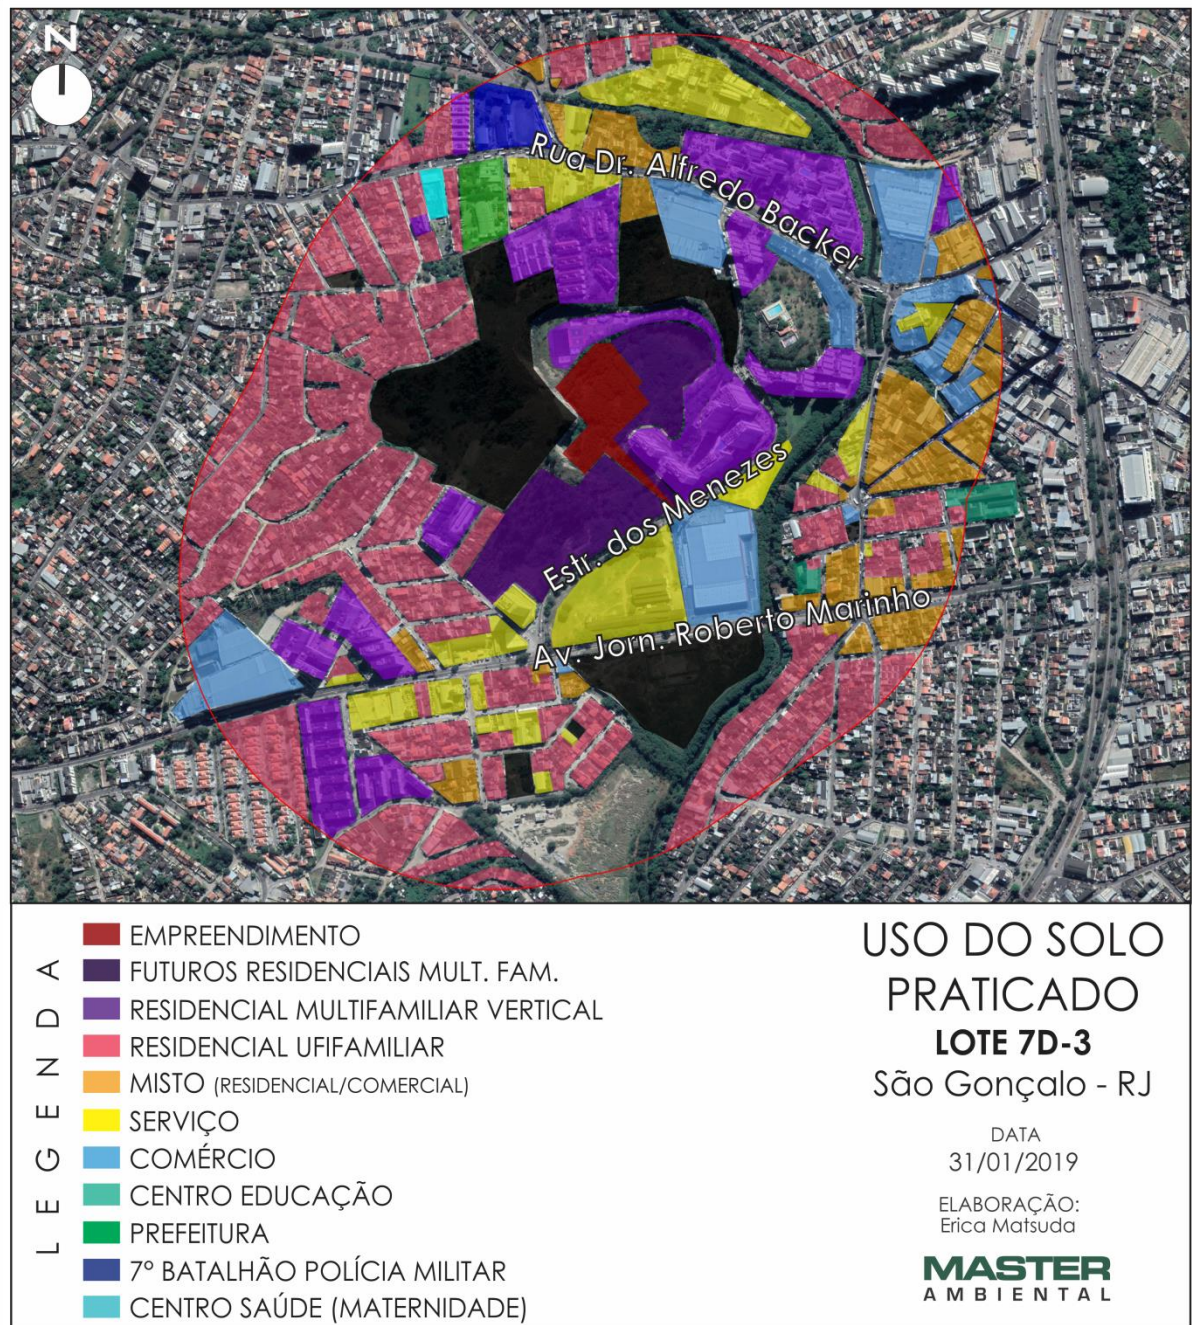 N
Rua Dr. Alfredo Backer
Estr. dos Menezes
Av. Jorn. Roberto Marinho
LEGENDA
EMPREENDIMENTO
FUTUROS RESIDENCIAIS MULT. FAM.
RESIDENCIAL MULTIFAMILIAR VERTICAL
RESIDENCIAL UFIFAMILIAR
MISTO (RESIDENCIAL/COMERCIAL)
SERVIÇO
COMÉRCIO
CENTRO EDUCAÇÃO
PREFEITURA
7º BATALHÃO POLÍCIA MILITAR
CENTRO SAÚDE (MATERNIDADE)
USO DO SOLO
PRATICADO
LOTE 7D-3
São Gonçalo - RJ
DATA
31/01/2019
ELABORAÇÃO:
Erica Matsuda
MASTER
AMBIENTAL